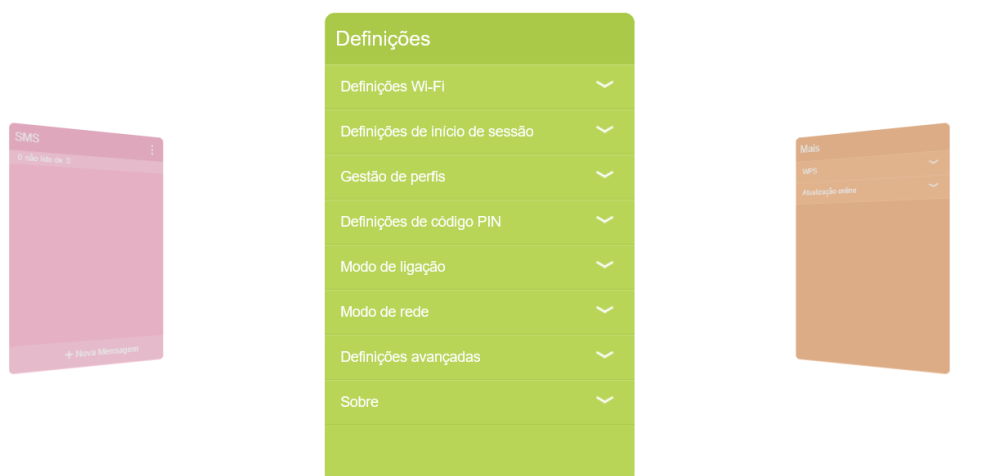 SMS
0 não lida de 0
+ Nova Mensagem
Definições
Definições Wi-Fi
Definições de início de sessão
Gestão de perfis
Definições de código PIN
Modo de ligação
Modo de rede
Definições avançadas
Sobre
Mais
WPS
Atualização online